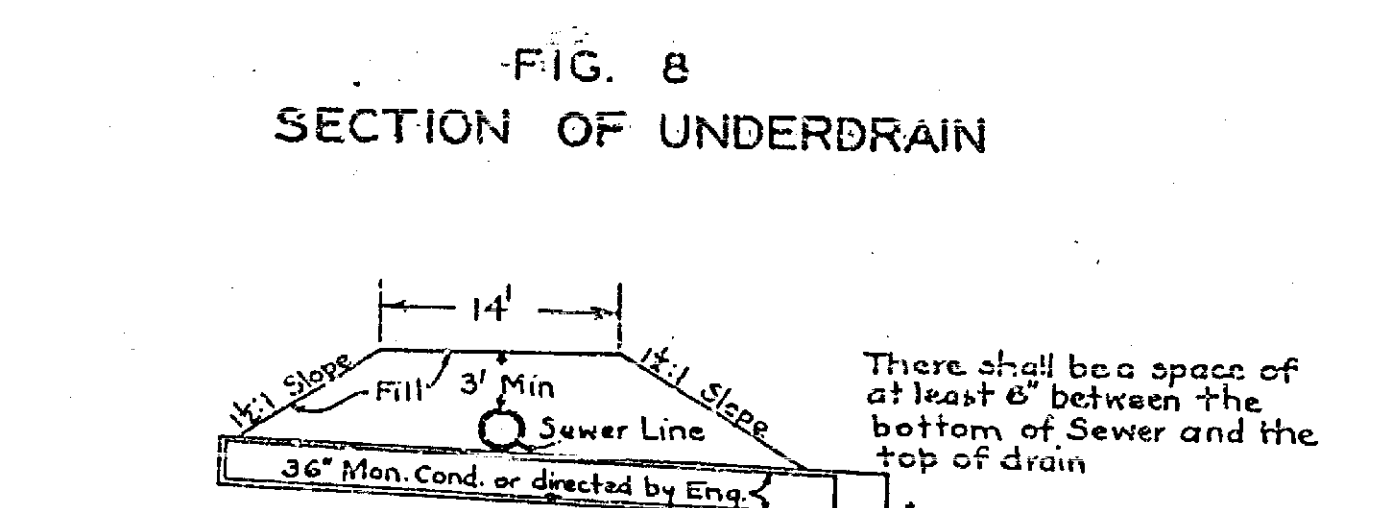 FIG. 8
SECTION OF UNDERDRAIN
14'
1½:1 Slope
Fill
3' Min
1½:1 Slope
Sewer Line
There shall be a space of
at least 6" between the
bottom of Sewer and the
top of drain
36" Mon. Cond. or directed by Eng.